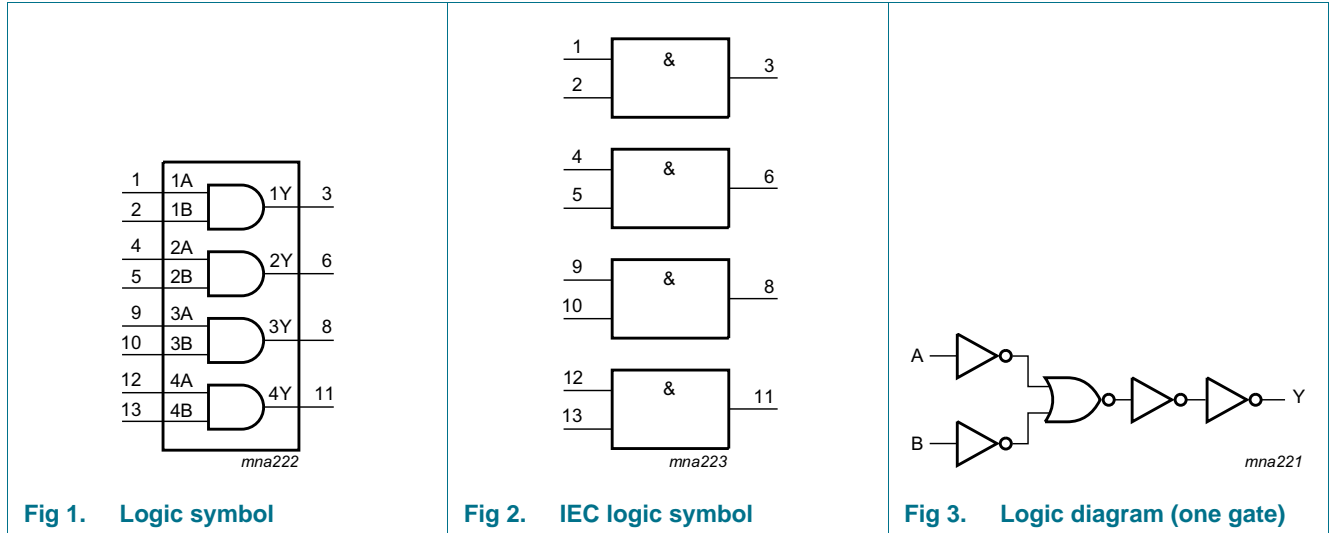 1 1A 1Y 3
2 1B
4 2A 2Y 6
5 2B
9 3A 3Y 8
10 3B
12 4A 4Y 11
13 4B
mna222
Fig 1. Logic symbol
1 & 3
2
4 & 6
5
9 & 8
10
12 & 11
13
mna223
Fig 2. IEC logic symbol
A Y
B
mna221
Fig 3. Logic diagram (one gate)